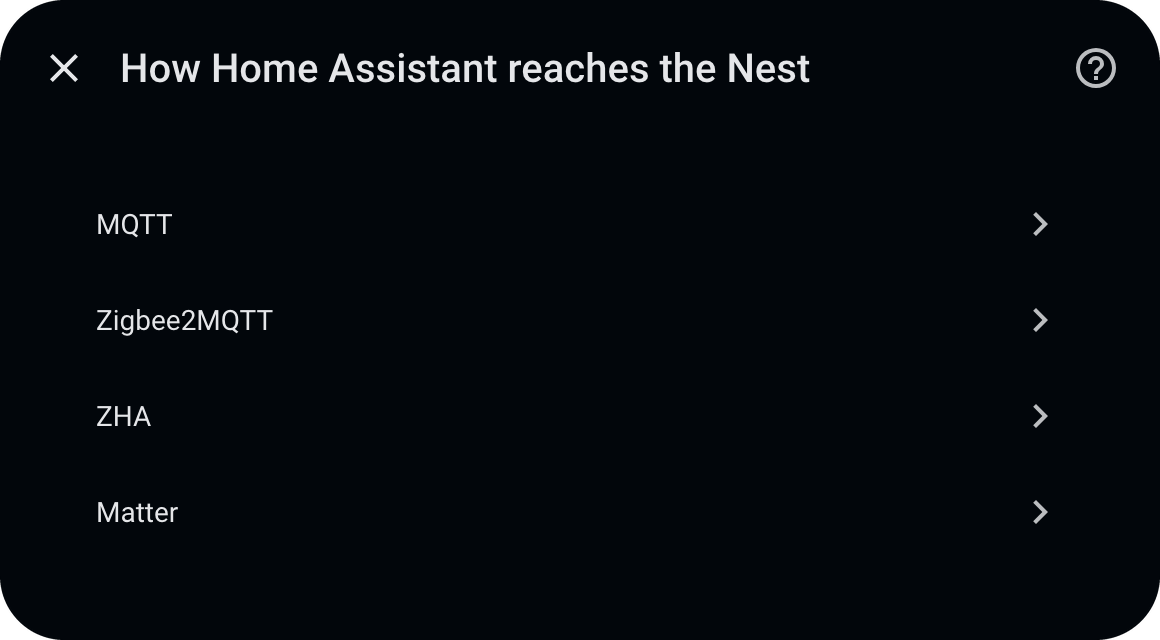 How Home Assistant reaches the Nest
MQTT
Zigbee2MQTT
ZHA
Matter